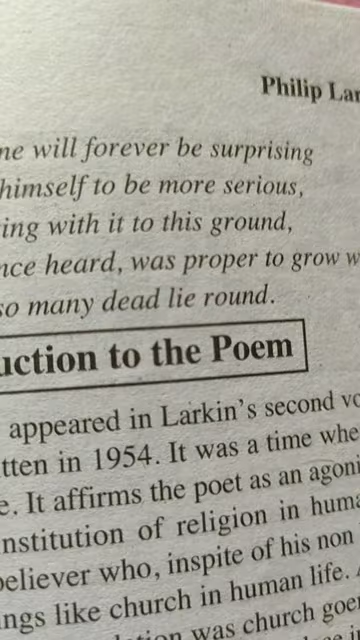 Philip Lar
ne will forever be surprising
himself to be more serious,
ing with it to this ground,
nce heard, was proper to grow w
so many dead lie round.
uction to the Poem
appeared in Larkin's second vo
tten in 1954. It was a time whe
e. It affirms the poet as an agoni
nstitution of religion in huma
believer who, inspite of his non
ngs like church in human life.
was church goer